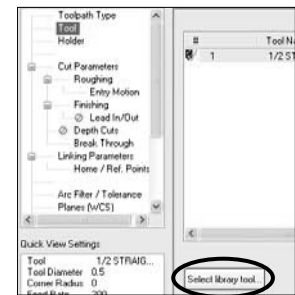 Toolpath Type
Tool
Holder
Cut Parameters
Roughing
Entry Motion
Finishing
Lead In/Out
Depth Cuts
Break Through
Linking Parameters
Home / Ref. Points
Arc Filter / Tolerance
Planes (WCS)
Quick View Settings
Tool 1/2 STRAIG...
Tool Diameter 0.5
Corner Radius 0
Feed Rate 200
# Tool Na
1 1/2 ST
Select library tool...